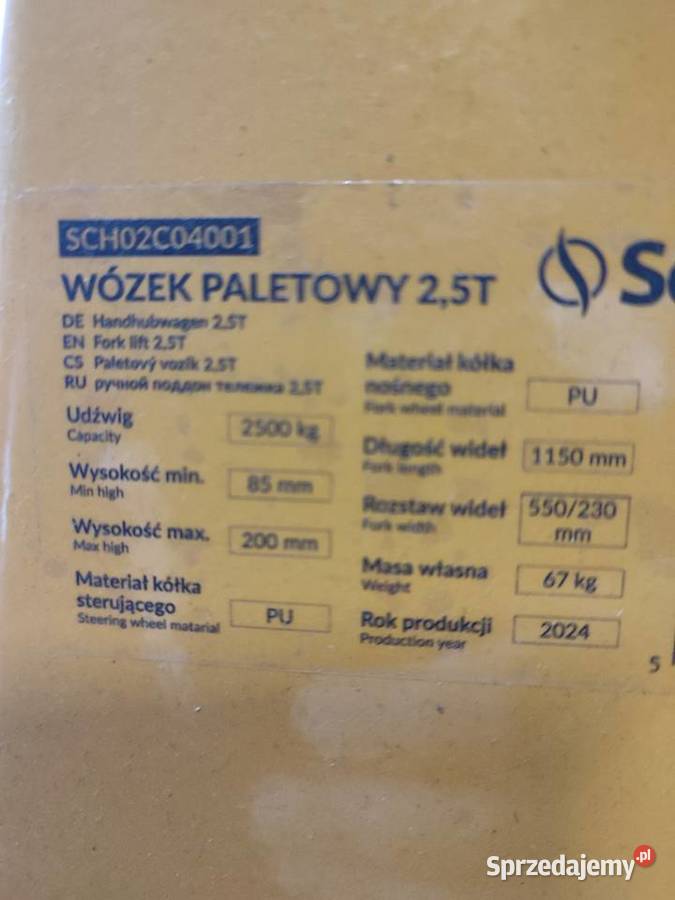 SCH02C04001
WÓZEK PALETOWY 2,5T
DE Handhubwagen 2,5T
EN Fork lift 2,5T
CS Paletový vozík 2,5T
RU ручной поддон тележка 2,5T
Udźwig
Capacity
2500 kg
Wysokość min.
Min high
85 mm
Wysokość max.
Max high
200 mm
Materiał kółka
sterującego
Steering wheel matarial
PU
Materiał kółka
nośnego
Fork wheel material
PU
Długość wideł
Fork length
1150 mm
Rozstaw wideł
Fork width
550/230
mm
Masa własna
Weight
67 kg
Rok produkcji
Production year
2024
5
Sprzedajemy.pl